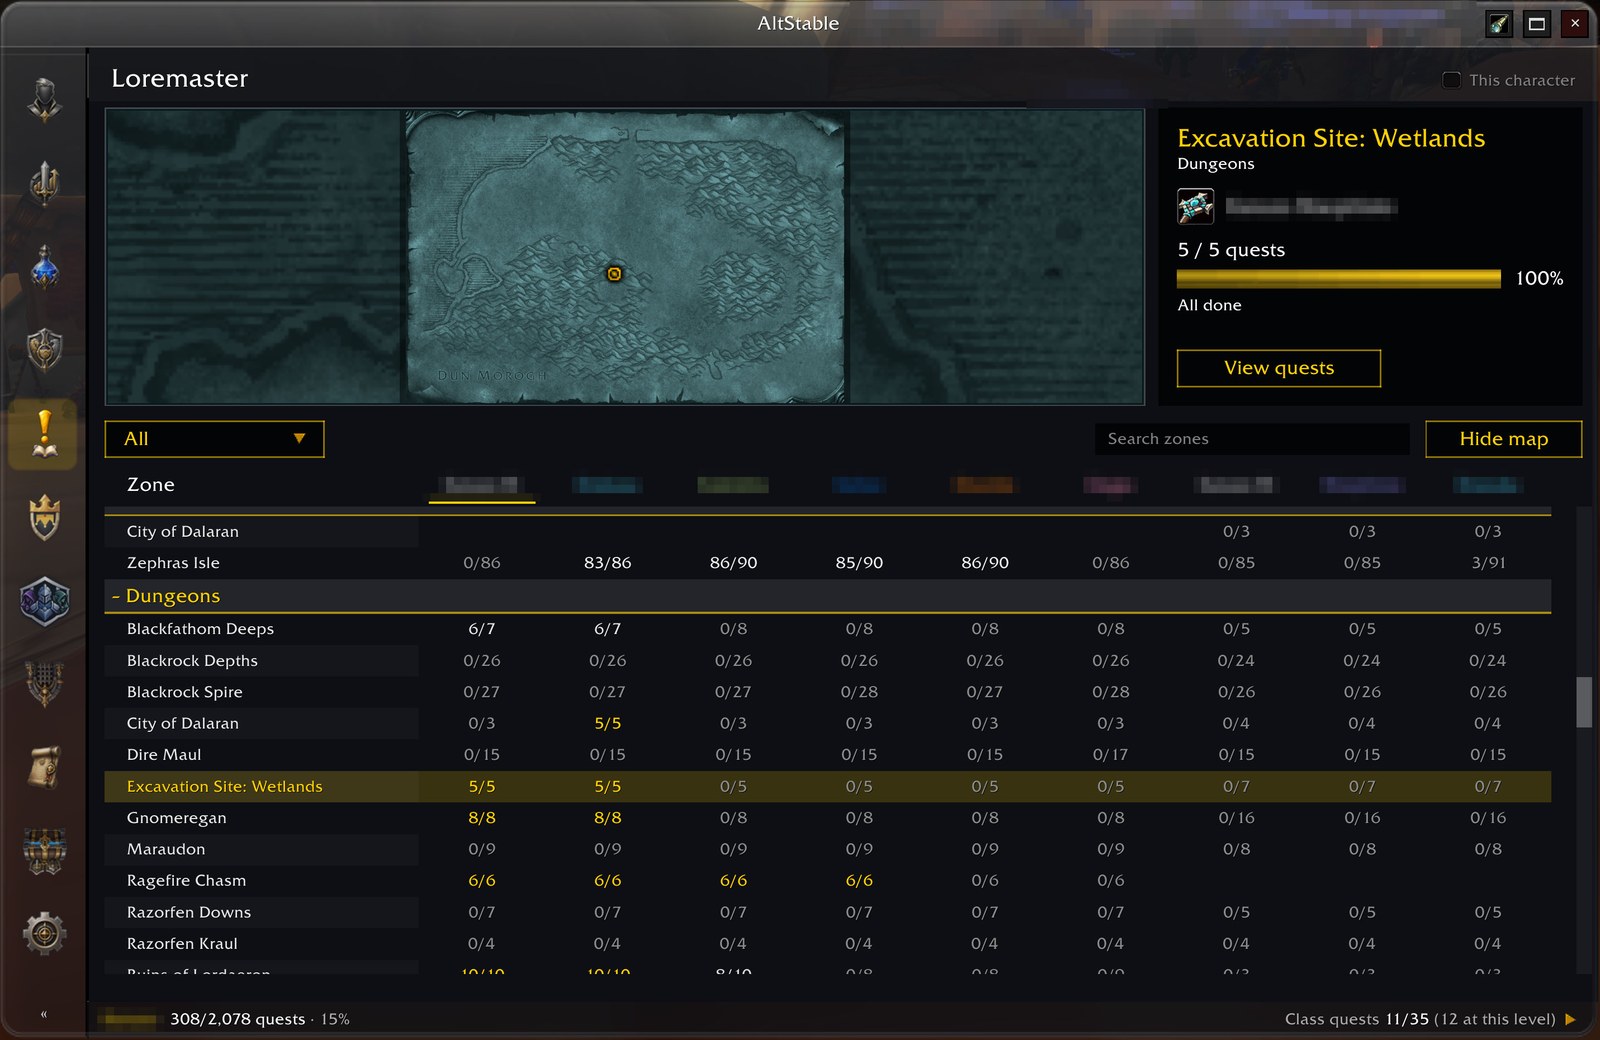 AltStable
Loremaster
This character
DUN MOROGH
Excavation Site: Wetlands
Dungeons
5 / 5 quests
100%
All done
View quests
All
Search zones
Hide map
Zone
City of Dalaran 0/3 0/3 0/3
Zephras Isle 0/86 83/86 86/90 85/90 86/90 0/86 0/85 0/85 3/91
- Dungeons
Blackfathom Deeps 6/7 6/7 0/8 0/8 0/8 0/8 0/5 0/5 0/5
Blackrock Depths 0/26 0/26 0/26 0/26 0/26 0/26 0/24 0/24 0/24
Blackrock Spire 0/27 0/27 0/27 0/28 0/27 0/28 0/26 0/26 0/26
City of Dalaran 0/3 5/5 0/3 0/3 0/3 0/3 0/4 0/4 0/4
Dire Maul 0/15 0/15 0/15 0/15 0/15 0/17 0/15 0/15 0/15
Excavation Site: Wetlands 5/5 5/5 0/5 0/5 0/5 0/5 0/7 0/7 0/7
Gnomeregan 8/8 8/8 0/8 0/8 0/8 0/8 0/16 0/16 0/16
Maraudon 0/9 0/9 0/9 0/9 0/9 0/9 0/8 0/8 0/8
Ragefire Chasm 6/6 6/6 6/6 6/6 0/6 0/6
Razorfen Downs 0/7 0/7 0/7 0/7 0/7 0/7 0/5 0/5 0/5
Razorfen Kraul 0/4 0/4 0/4 0/4 0/4 0/4 0/4 0/4 0/4
Ruins of Lordaeron 10/10 10/10 8/10
«
308/2,078 quests · 15%
Class quests 11/35 (12 at this level)